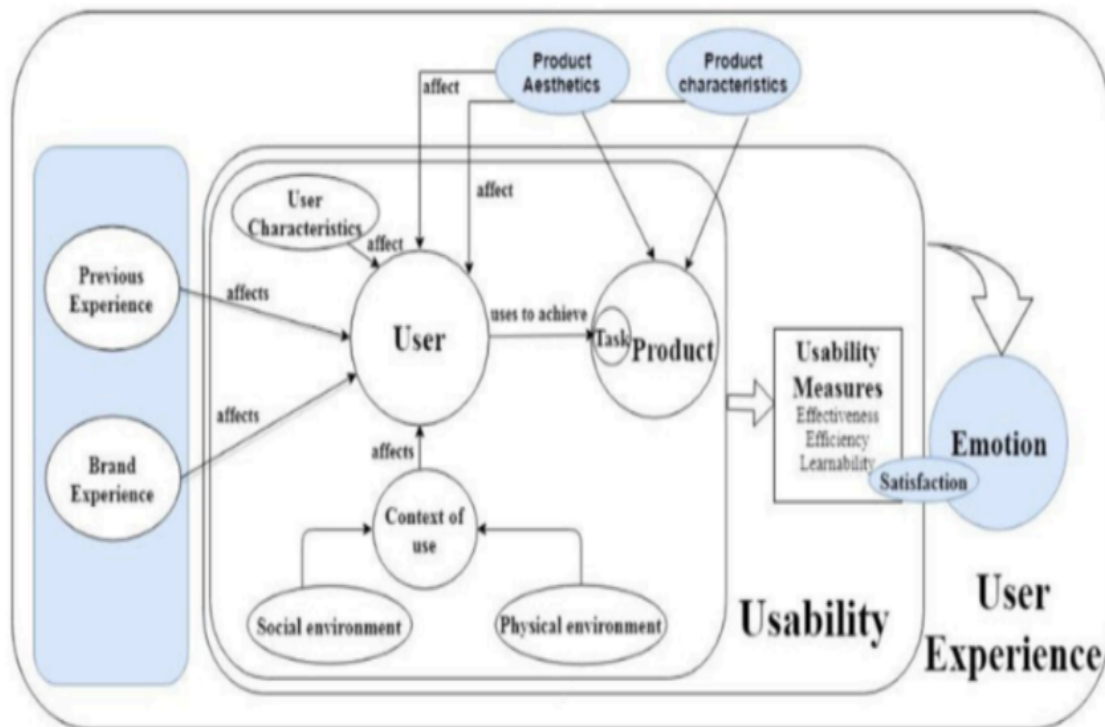 Product
Aesthetics
Product
characteristics
affect
affect
User
Characteristics
affect
Previous
Experience
affects
User
uses to achieve
Task
Product
Brand
Experience
affects
affects
Context of
use
Social environment
Physical environment
Usability
Measures
Effectiveness
Efficiency
Learnability
Satisfaction
Emotion
Usability
User
Experience